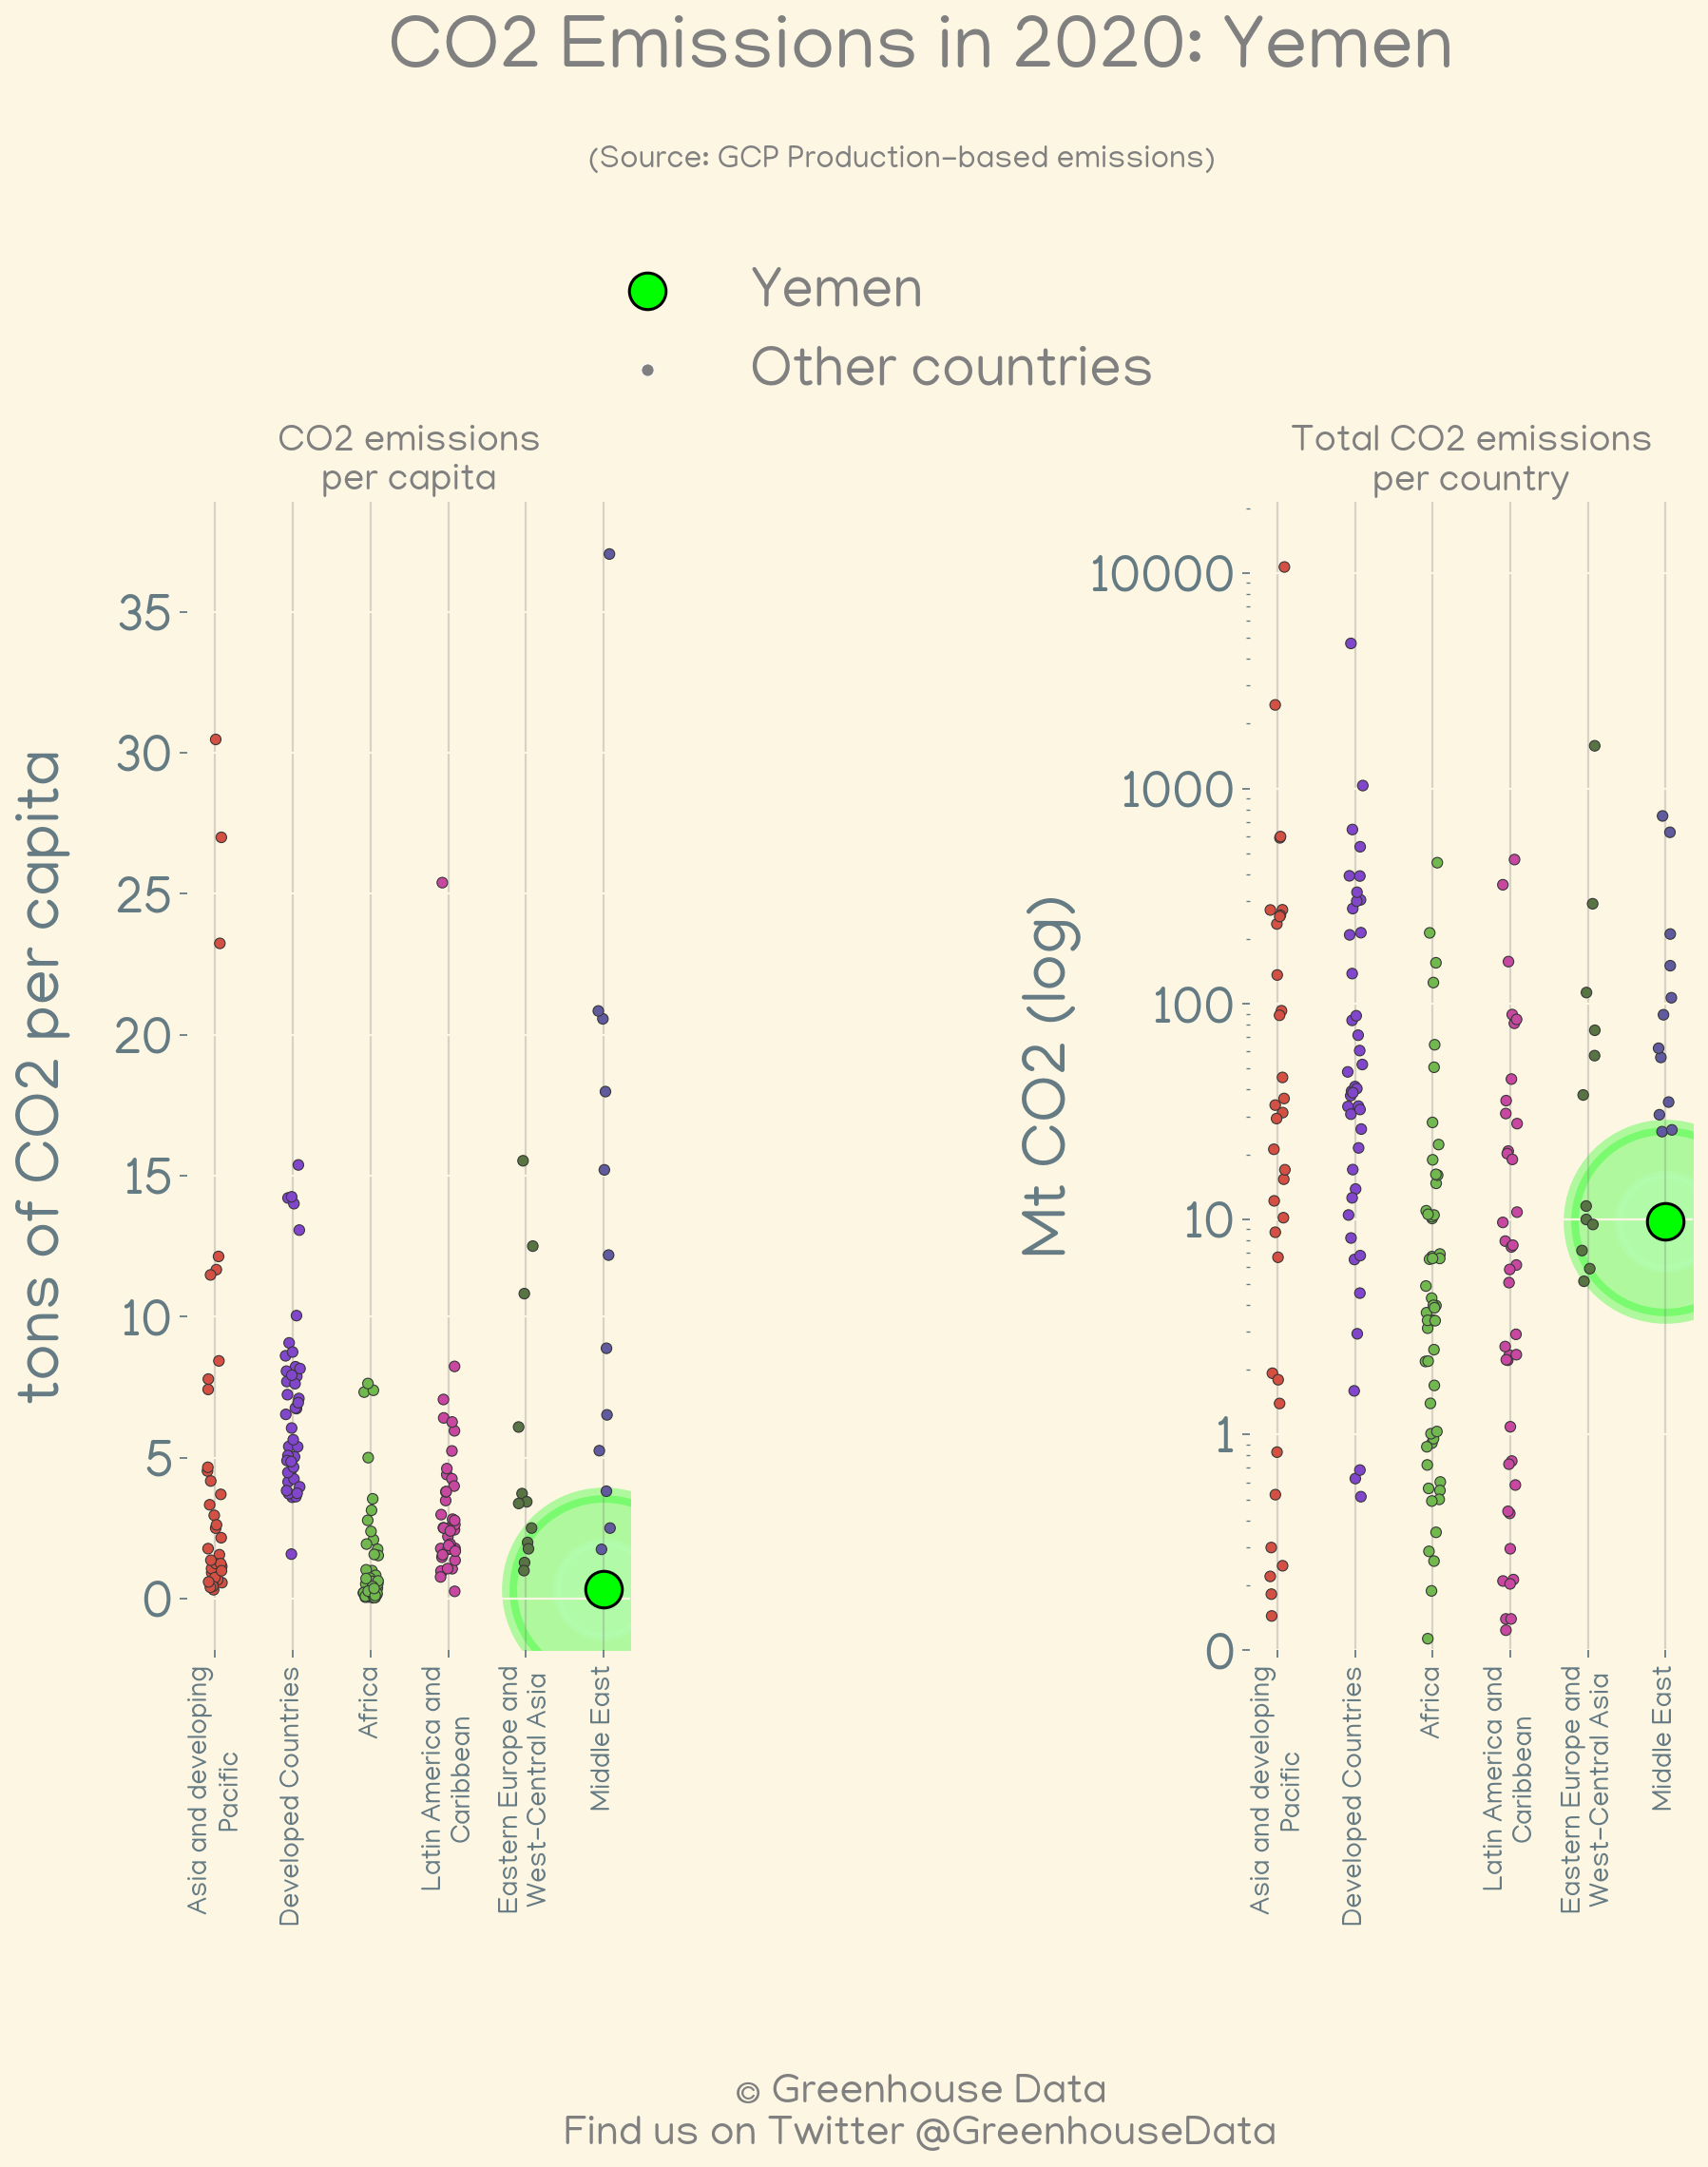 CO2 Emissions in 2020: Yemen
(Source: GCP Production-based emissions)
Yemen
Other countries
CO2 emissions
per capita
tons of CO2 per capita
35
30
25
20
15
10
5
0
Asia and developing
Pacific
Developed Countries
Africa
Latin America and
Caribbean
Eastern Europe and
West-Central Asia
Middle East
Total CO2 emissions
per country
Mt CO2 (log)
10000
1000
100
10
1
0
Asia and developing
Pacific
Developed Countries
Africa
Latin America and
Caribbean
Eastern Europe and
West-Central Asia
Middle East
© Greenhouse Data
Find us on Twitter @GreenhouseData